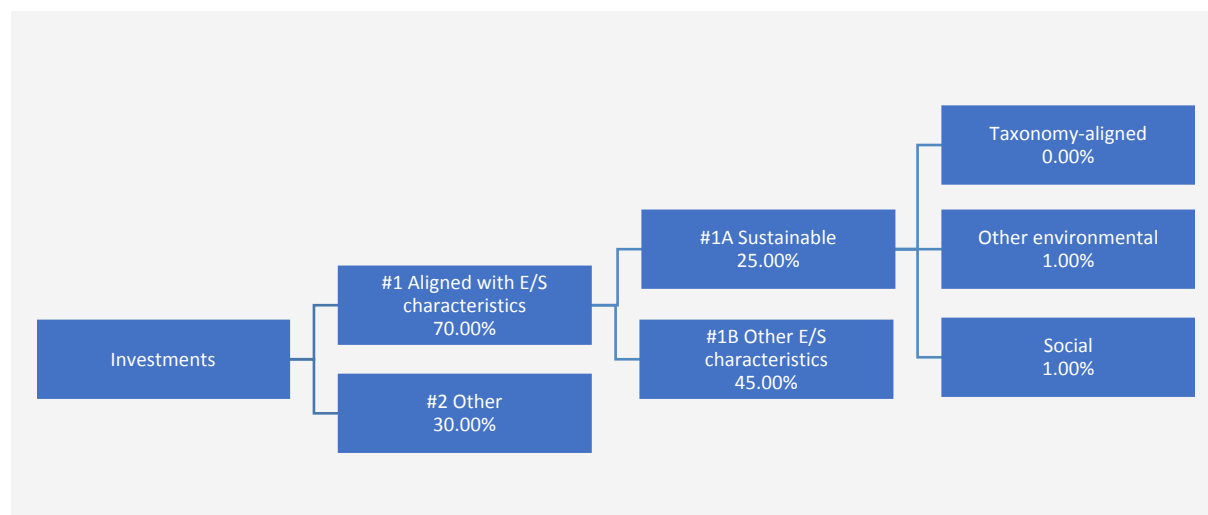 Investments
#1 Aligned with E/S
characteristics
70.00%
#2 Other
30.00%
#1A Sustainable
25.00%
#1B Other E/S
characteristics
45.00%
Taxonomy-aligned
0.00%
Other environmental
1.00%
Social
1.00%